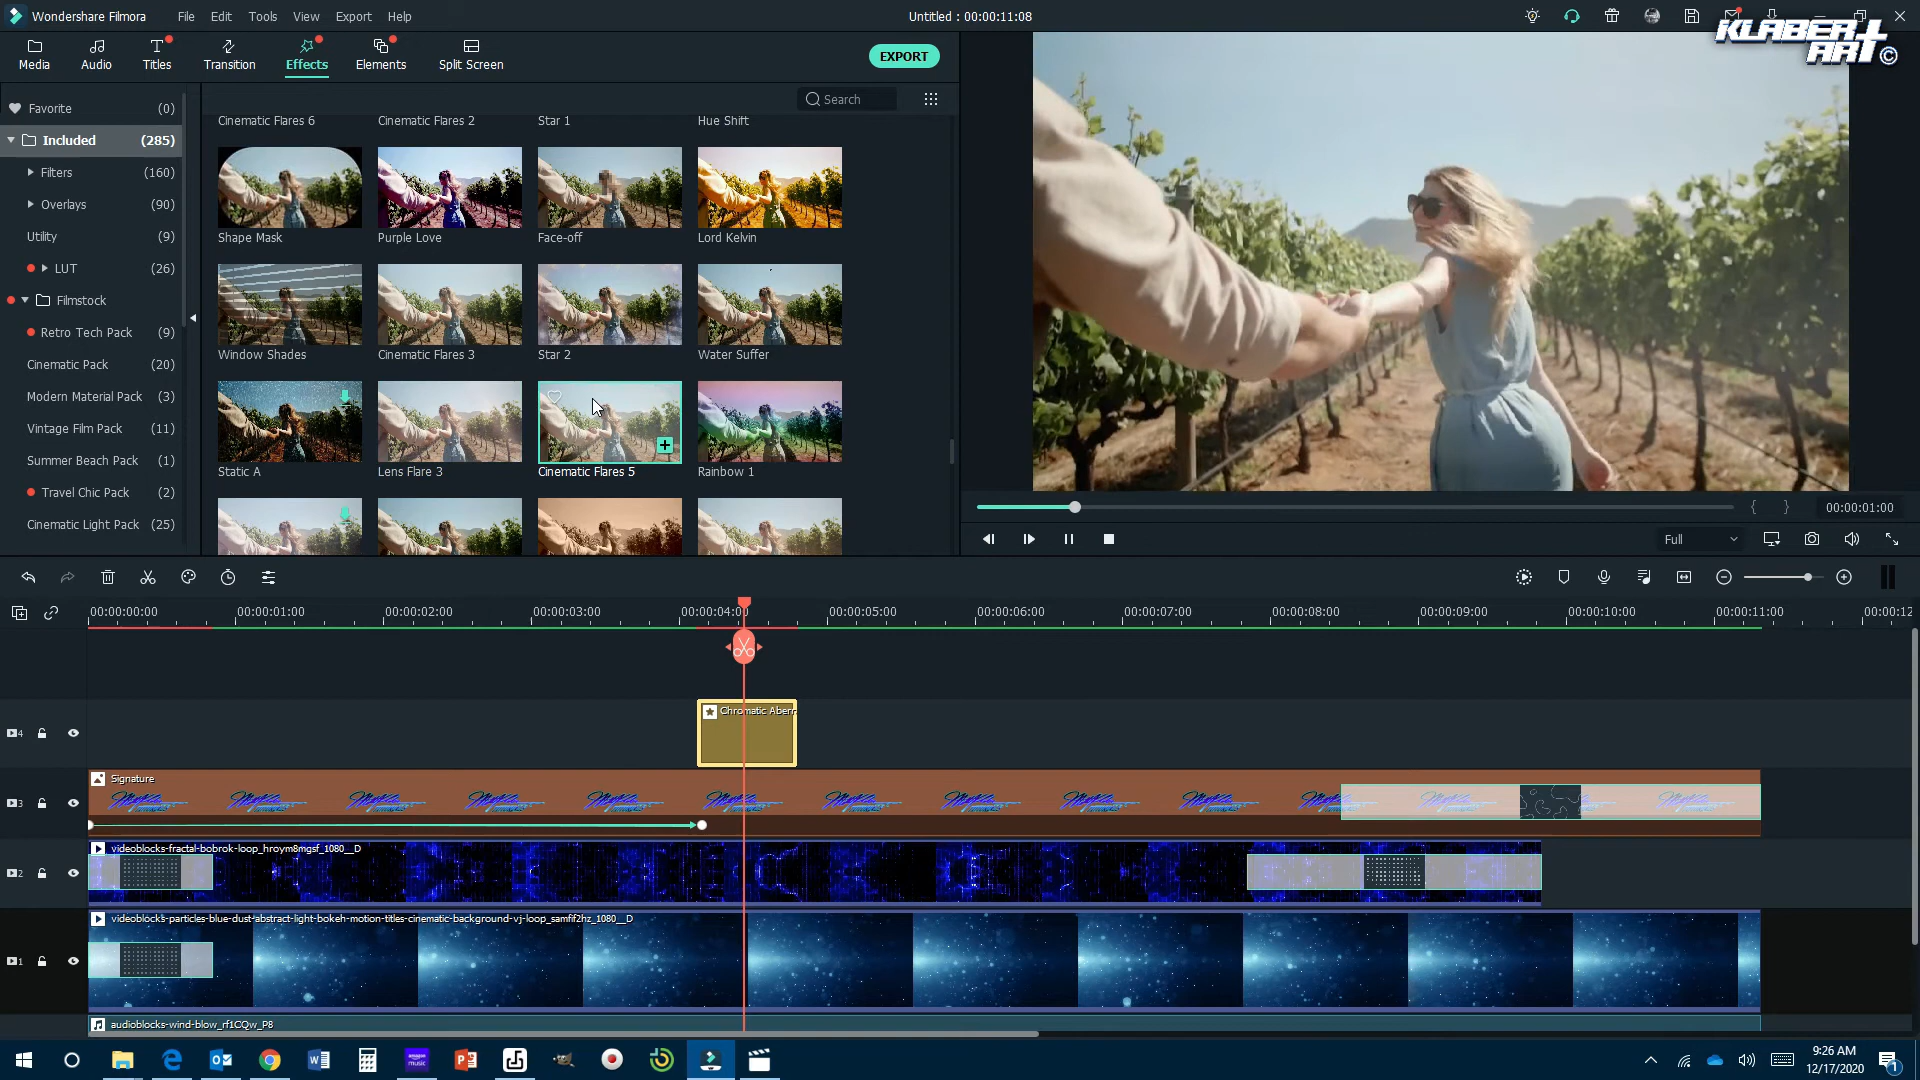 Wondershare Filmora
File Edit Tools View Export Help
Untitled : 00:00:11:08
KLABER ART ©
Media Audio Titles Transition Effects Elements Split Screen
EXPORT
Favorite (0)
Included (285)
Filters (160)
Overlays (90)
Utility (9)
LUT (26)
Filmstock
Retro Tech Pack (9)
Cinematic Pack (20)
Modern Material Pack (3)
Vintage Film Pack (11)
Summer Beach Pack (1)
Travel Chic Pack (2)
Cinematic Light Pack (25)
Search
Cinematic Flares 6 Cinematic Flares 2 Star 1 Hue Shift
Shape Mask Purple Love Face-off Lord Kelvin
Window Shades Cinematic Flares 3 Star 2 Water Suffer
Static A Lens Flare 3 Cinematic Flares 5 Rainbow 1
00:00:01:00
Full
00:00:00:00 00:00:01:00 00:00:02:00 00:00:03:00 00:00:04:00 00:00:05:00 00:00:06:00 00:00:07:00 00:00:08:00 00:00:09:00 00:00:10:00 00:00:11:00 00:00:12
4
Chromatic Aberr
3
Signature
2
videoblocks-fractal-bobrok-loop_hroym8mgsf_1080__D
1
videoblocks-particles-blue-dust-abstract-light-bokeh-motion-titles-cinematic-background-vj-loop_samfif2hz_1080__D
audioblocks-wind-blow_rf1CQw_P8
amazon music
9:26 AM
12/17/2020
1